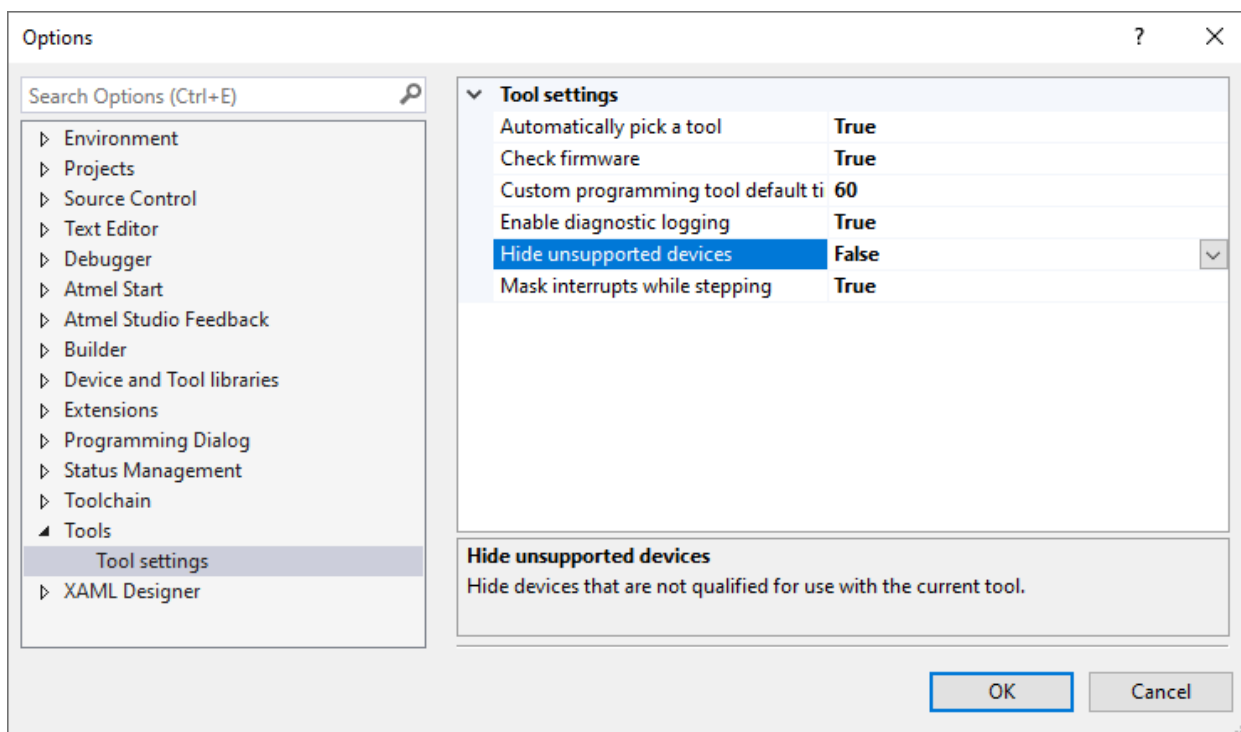 Options
Search Options (Ctrl+E)
Environment
Projects
Source Control
Text Editor
Debugger
Atmel Start
Atmel Studio Feedback
Builder
Device and Tool libraries
Extensions
Programming Dialog
Status Management
Toolchain
Tools
Tool settings
XAML Designer
Tool settings
Automatically pick a tool True
Check firmware True
Custom programming tool default ti 60
Enable diagnostic logging True
Hide unsupported devices False
Mask interrupts while stepping True
Hide unsupported devices
Hide devices that are not qualified for use with the current tool.
OK Cancel